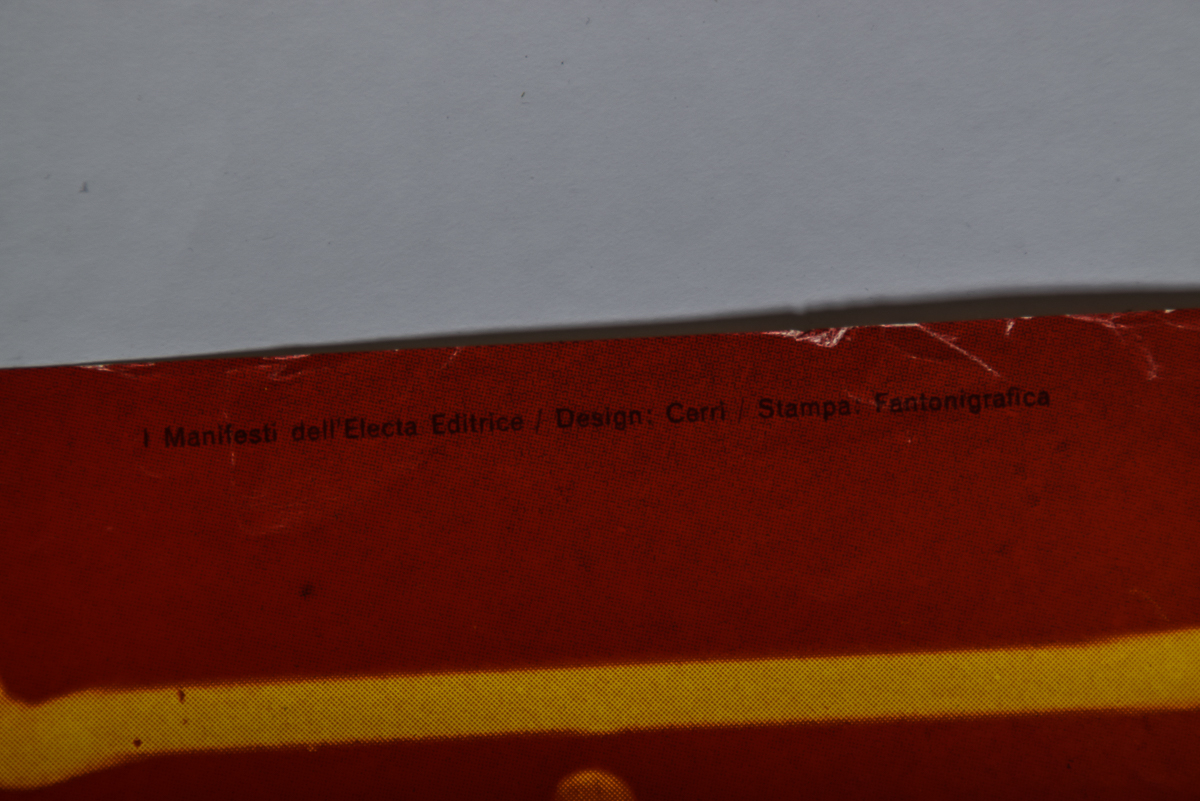 I Manifesti dell'Electa Editrice / Design: Cerri / Stampa: Fantonigrafica